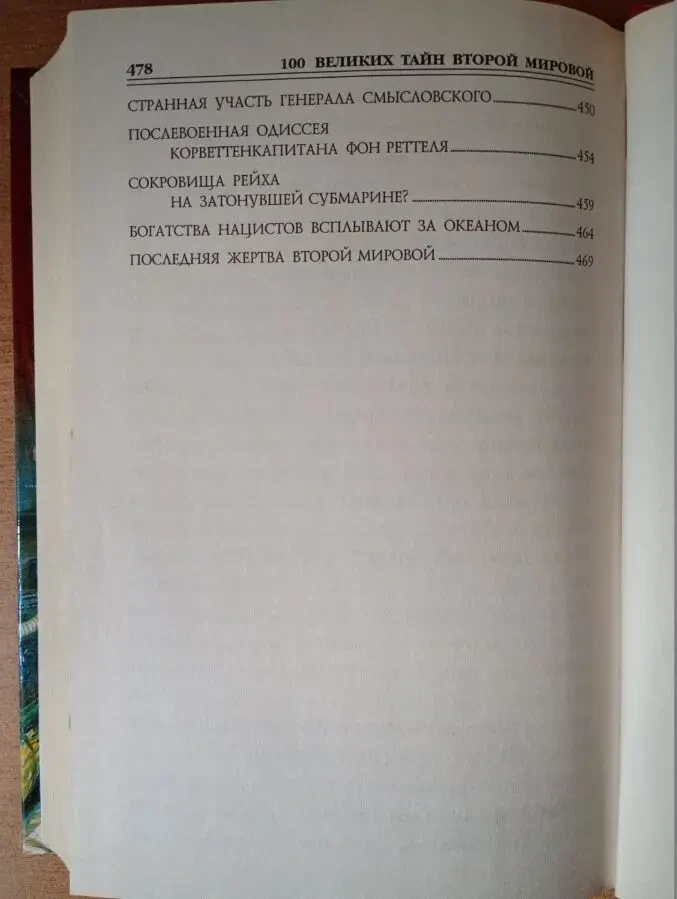 478 100 ВЕЛИКИХ ТАЙН ВТОРОЙ МИРОВОЙ
СТРАННАЯ УЧАСТЬ ГЕНЕРАЛА СМЫСЛОВСКОГО 450
ПОСЛЕВОЕННАЯ ОДИССЕЯ
КОРВЕТТЕНКАПИТАНА ФОН РЕТТЕЛЯ 454
СОКРОВИЩА РЕЙХА
НА ЗАТОНУВШЕЙ СУБМАРИНЕ? 459
БОГАТСТВА НАЦИСТОВ ВСПЛЫВАЮТ ЗА ОКЕАНОМ 464
ПОСЛЕДНЯЯ ЖЕРТВА ВТОРОЙ МИРОВОЙ 469